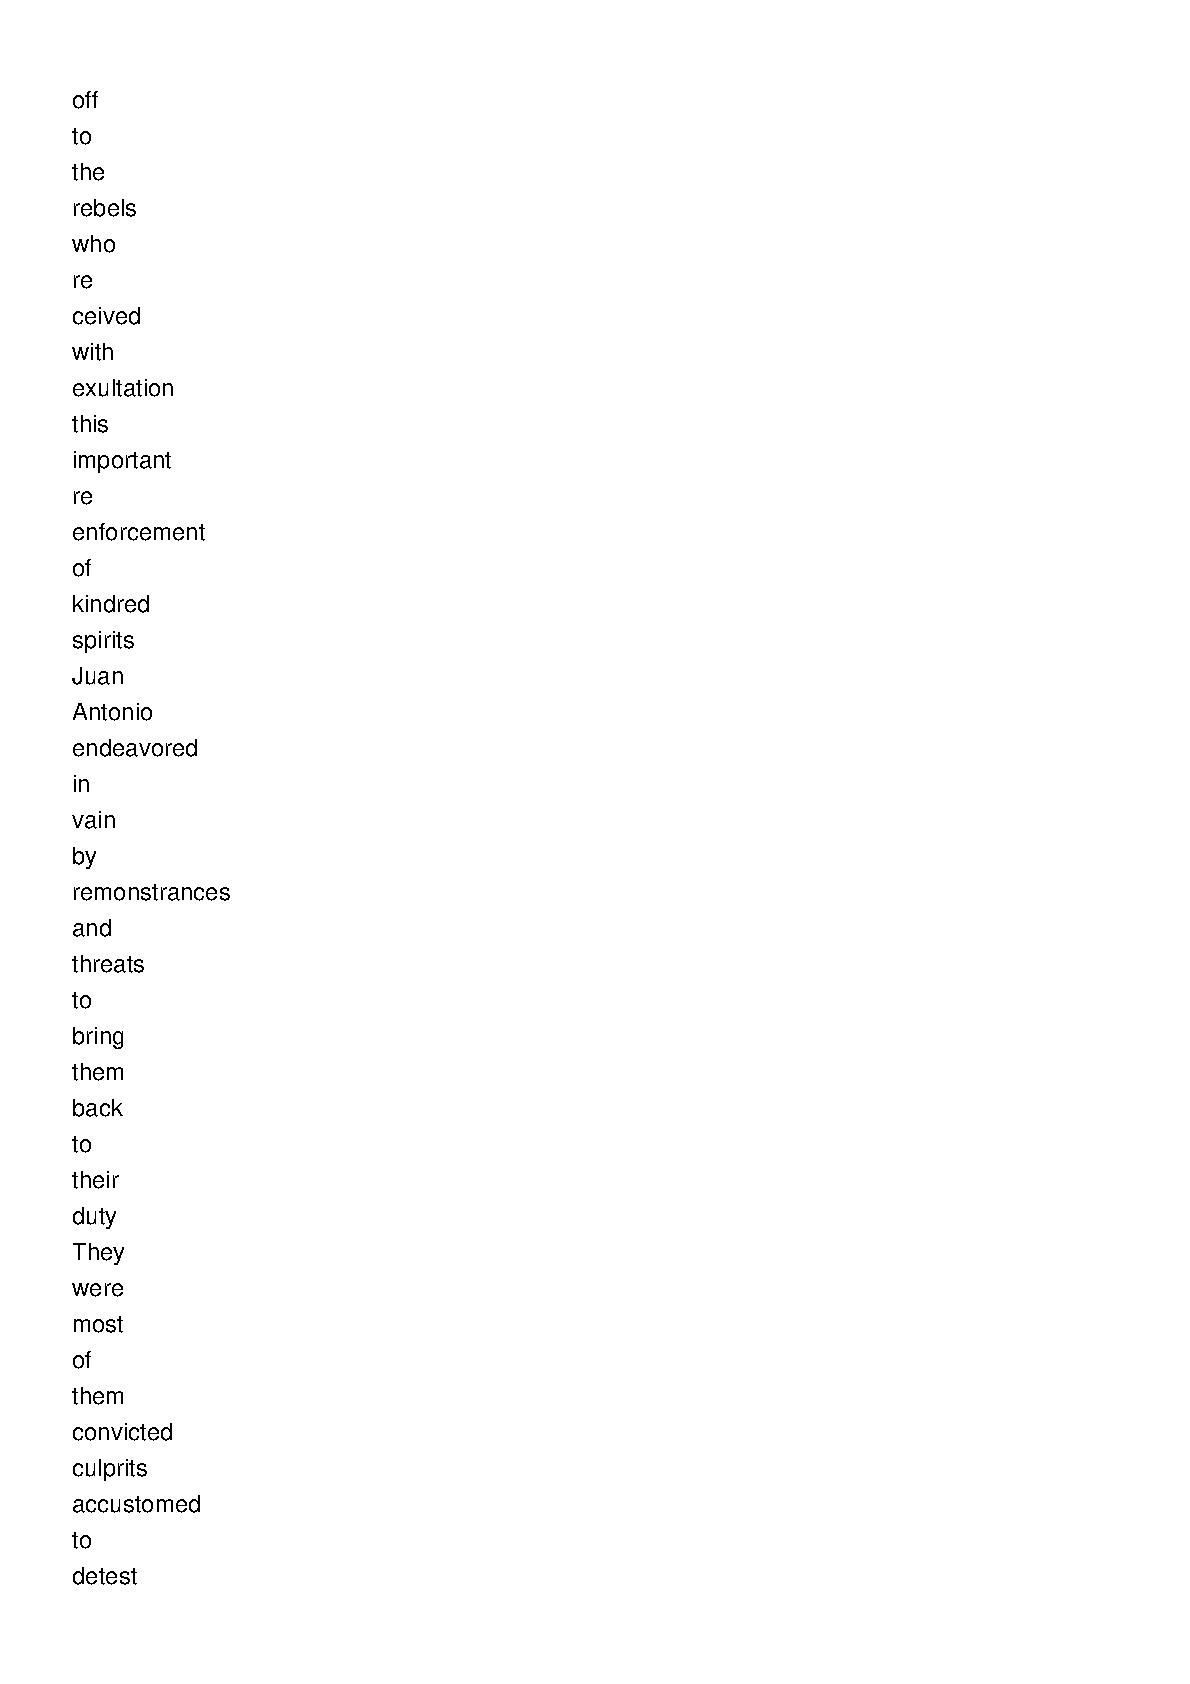 off
to
the
rebels
who
re
ceived
with
exultation
this
important
re
enforcement
of
kindred
spirits
Juan
Antonio
endeavored
in
vain
by
remonstrances
and
threats
to
bring
them
back
to
their
duty
They
were
most
of
them
convicted
culprits
accustomed
to
detest